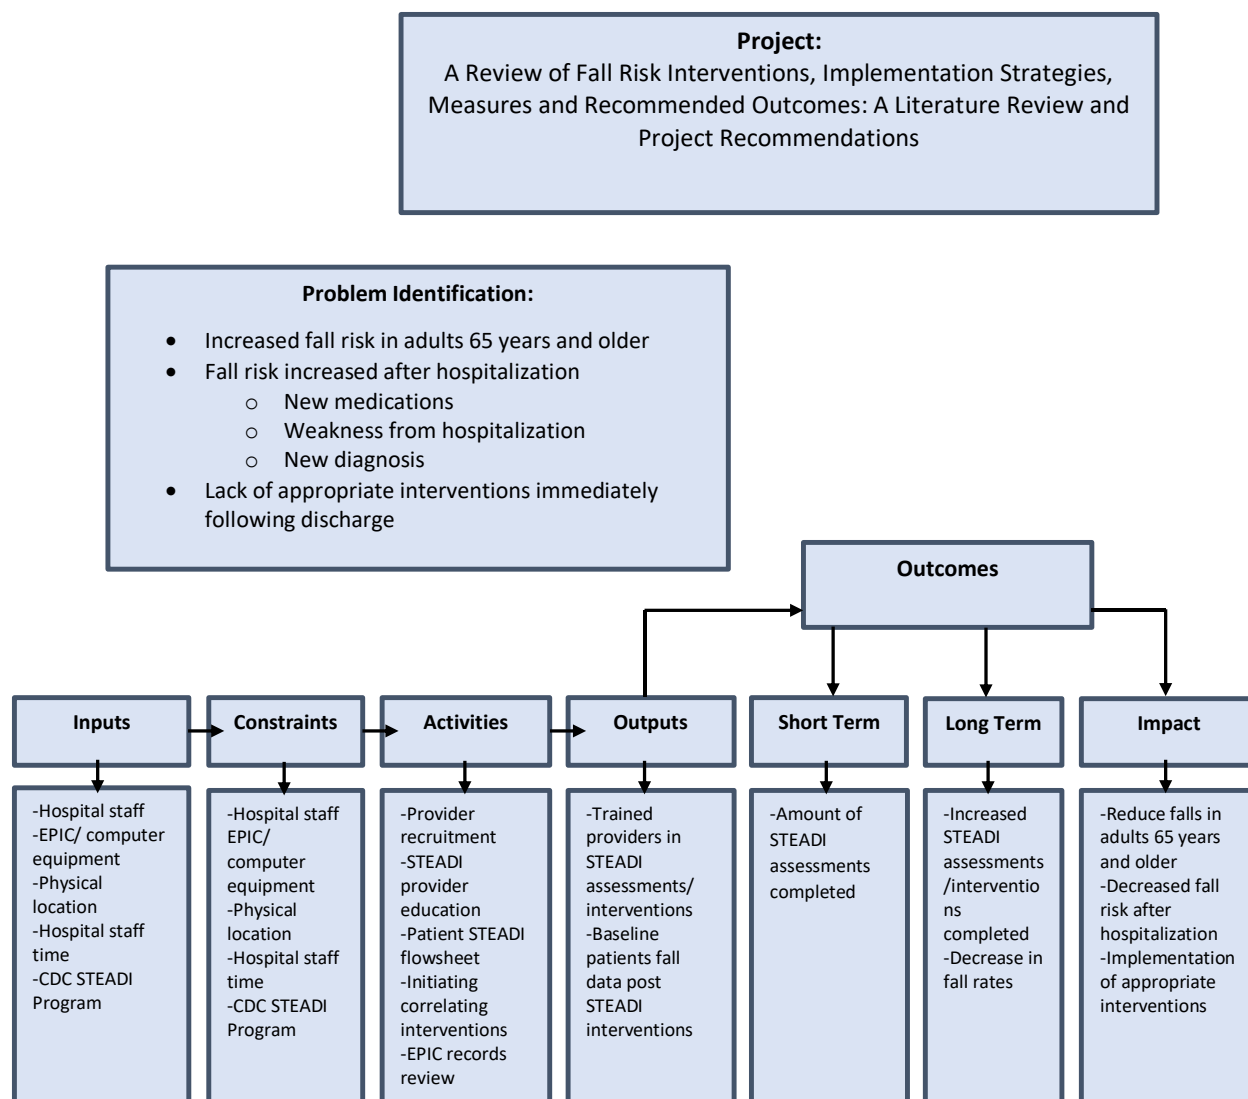 Project:
A Review of Fall Risk Interventions, Implementation Strategies,
Measures and Recommended Outcomes: A Literature Review and
Project Recommendations
Problem Identification:
• Increased fall risk in adults 65 years and older
• Fall risk increased after hospitalization
o New medications
o Weakness from hospitalization
o New diagnosis
• Lack of appropriate interventions immediately
following discharge
Outcomes
Inputs
Constraints
Activities
Outputs
Short Term
Long Term
Impact
-Hospital staff
-EPIC/ computer
equipment
-Physical
location
-Hospital staff
time
-CDC STEADI
Program
-Hospital staff
EPIC/
computer
equipment
-Physical
location
-Hospital staff
time
-CDC STEADI
Program
-Provider
recruitment
-STEADI
provider
education
-Patient STEADI
flowsheet
-Initiating
correlating
interventions
-EPIC records
review
-Trained
providers in
STEADI
assessments/
interventions
-Baseline
patients fall
data post
STEADI
interventions
-Amount of
STEADI
assessments
completed
-Increased
STEADI
assessments
/interventio
ns
completed
-Decrease in
fall rates
-Reduce falls in
adults 65 years
and older
-Decreased fall
risk after
hospitalization
-Implementation
of appropriate
interventions